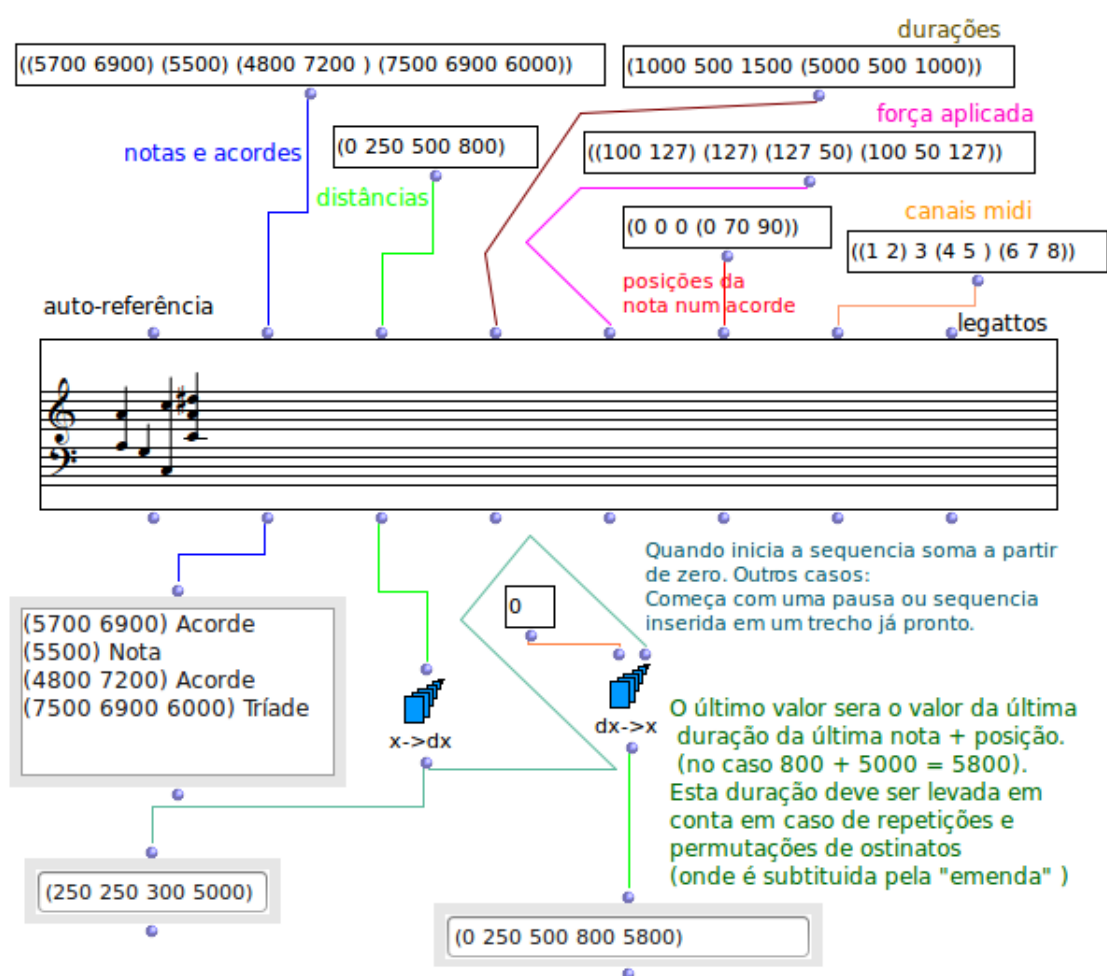 durações
((5700 6900) (5500) (4800 7200 ) (7500 6900 6000))
(1000 500 1500 (5000 500 1000))
força aplicada
notas e acordes
(0 250 500 800)
((100 127) (127) (127 50) (100 50 127))
distâncias
(0 0 0 (0 70 90))
canais midi
((1 2) 3 (4 5 ) (6 7 8))
posições da
nota num acorde
auto-referência
legattos
Quando inicia a sequencia soma a partir
de zero. Outros casos:
Começa com uma pausa ou sequencia
inserida em um trecho já pronto.
0
(5700 6900) Acorde
(5500) Nota
(4800 7200) Acorde
(7500 6900 6000) Tríade
x->dx
dx->x
O último valor sera o valor da última
duração da última nota + posição.
(no caso 800 + 5000 = 5800).
Esta duração deve ser levada em
conta em caso de repetições e
permutações de ostinatos
(onde é subtituida pela "emenda" )
(250 250 300 5000)
(0 250 500 800 5800)